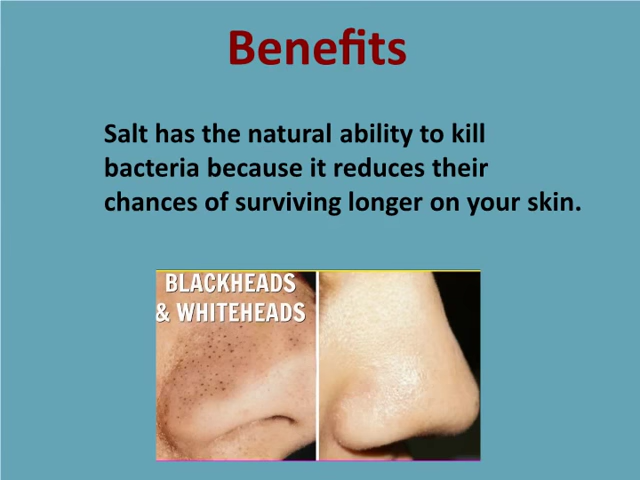 Benefits
Salt has the natural ability to kill
bacteria because it reduces their
chances of surviving longer on your skin.
BLACKHEADS
& WHITEHEADS